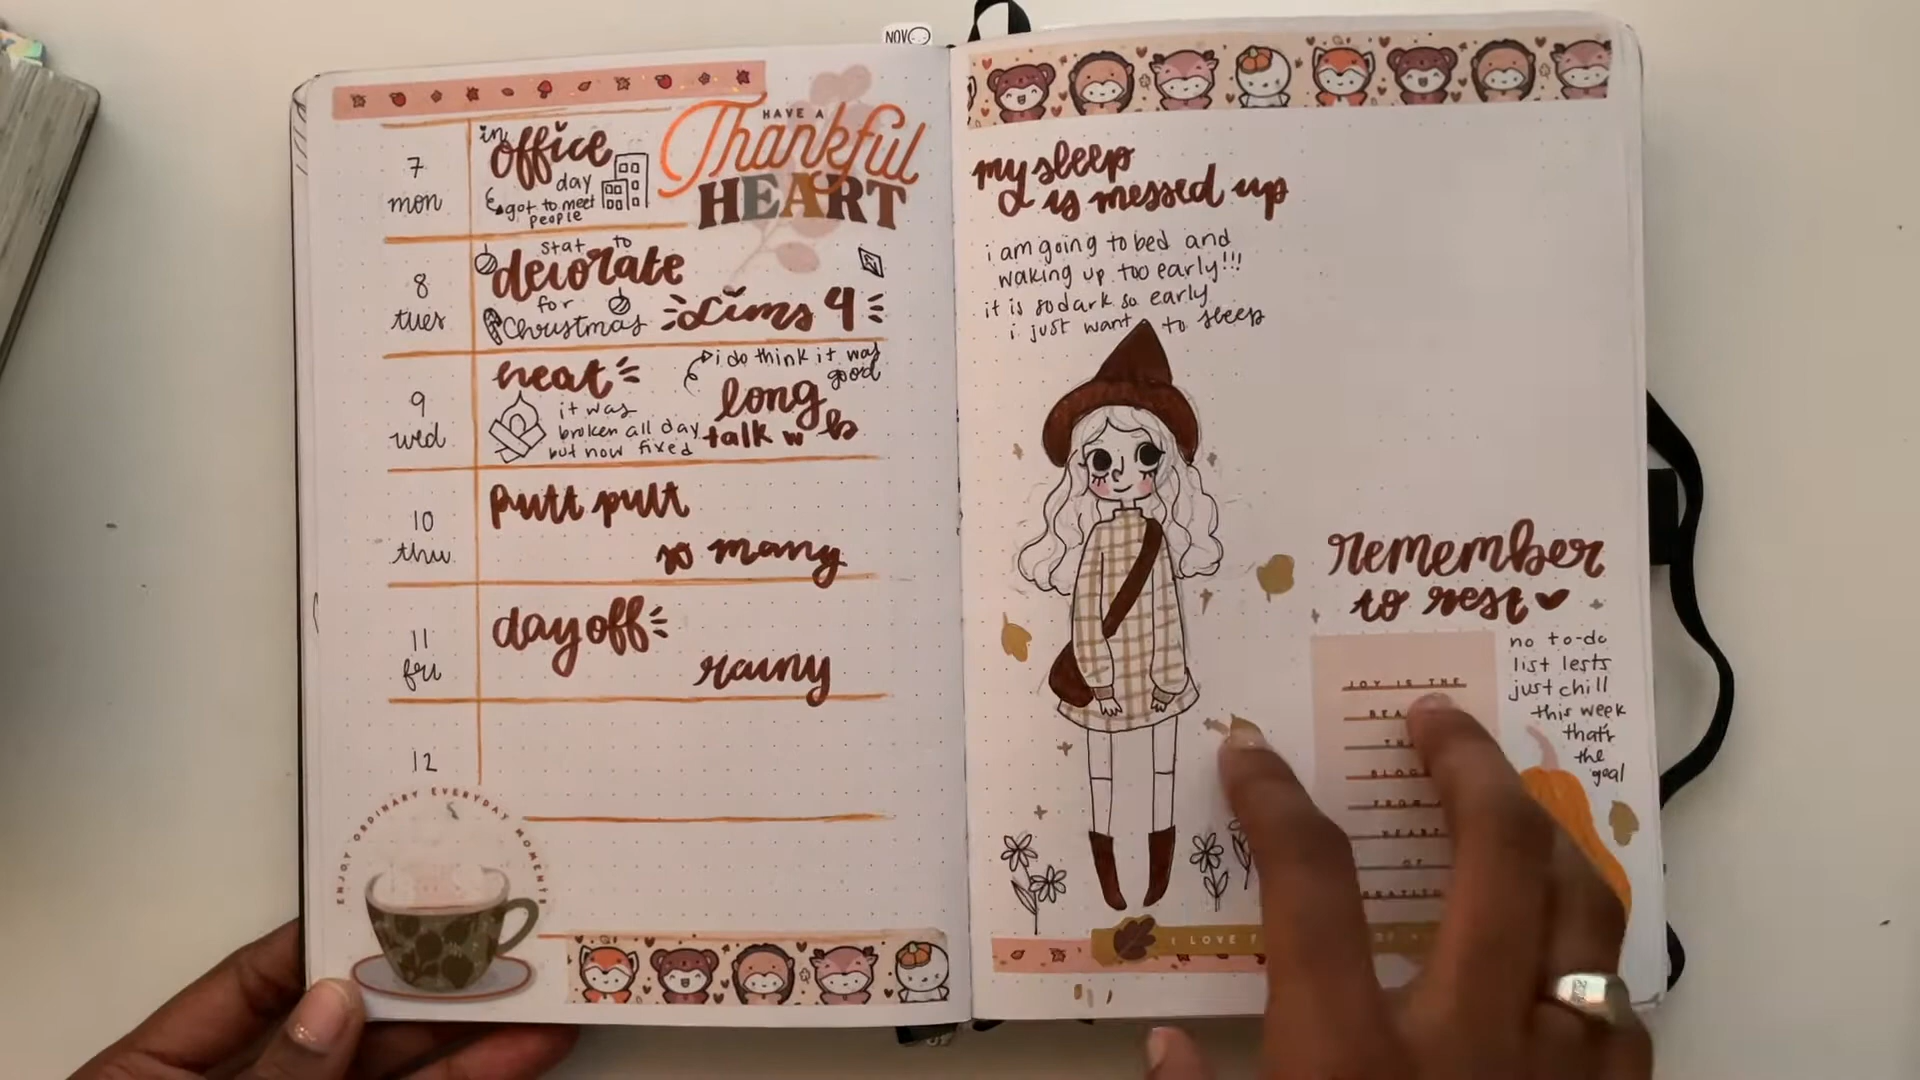 NOV
HAVE A
Thankful
HEART
7
mon
in
office
day
got to meet
people
8
tues
stat to
decorate
for
Christmas
Sims 4
9
wed
heat
it was
broken all day
but now fixed
i do think it was
good
long
talk w B
10
thu
Putt putt
so many
11
fri
day off
rainy
12
ENJOY ORDINARY EVERYDAY MOMENTS
my sleep
is messed up
i am going to bed and
waking up too early!!!
it is so dark so early
i just want to sleep
remember
to rest
no to-do
list lests
just chill
this week
that's
the
goal
JOY IS THE
HEART
OF
I LOVE